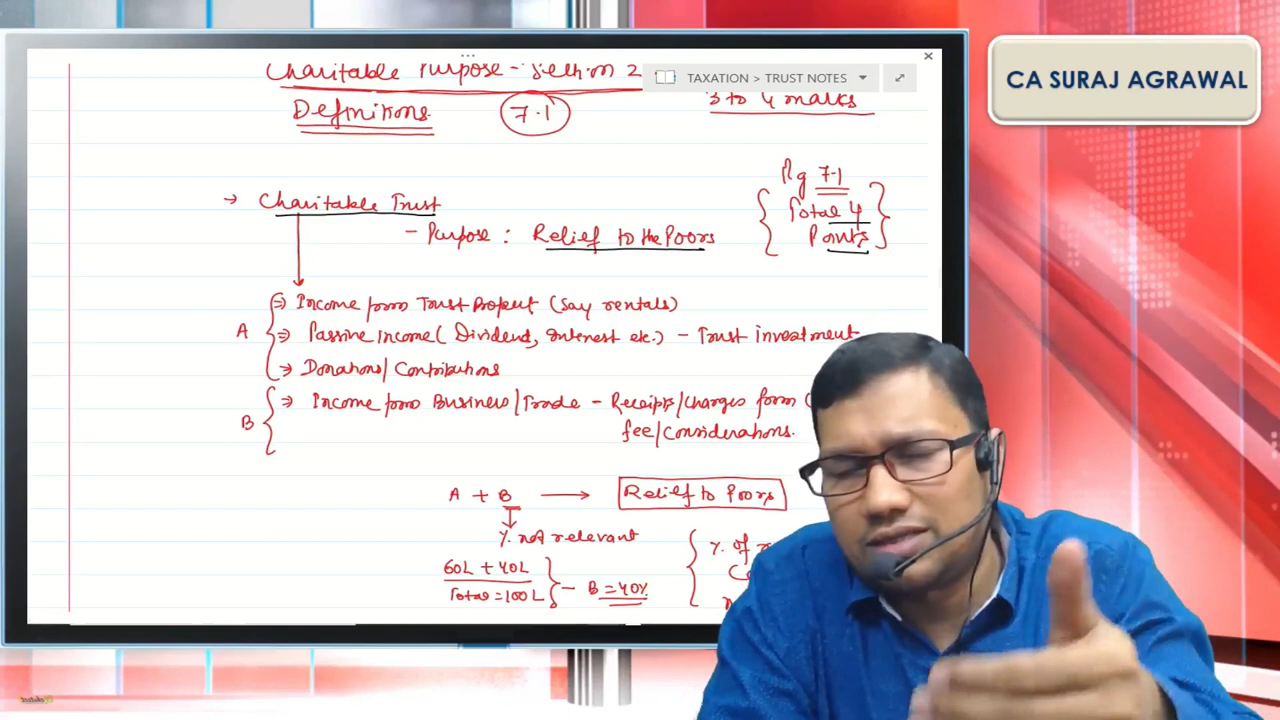 Charitable Purpose - Section 2
TAXATION > TRUST NOTES
CA SURAJ AGRAWAL
Definitions.
7.1
3 to 4 marks
Pg 7.1
Total 4
Points
→ Charitable Trust
- Purpose : Relief to the Poors
A
⇒ Income from Trust Propert (say rentals)
⇒ Passive Income ( Dividend, Interest etc.) - Trust investment
⇒ Donations/ Contributions
B
⇒ Income from Business/Trade - Receipts/charges form
fee/Considerations.
A + B → Relief to Poors
% not relevant
60L + 40L
Total = 100L
- B = 40%
% of